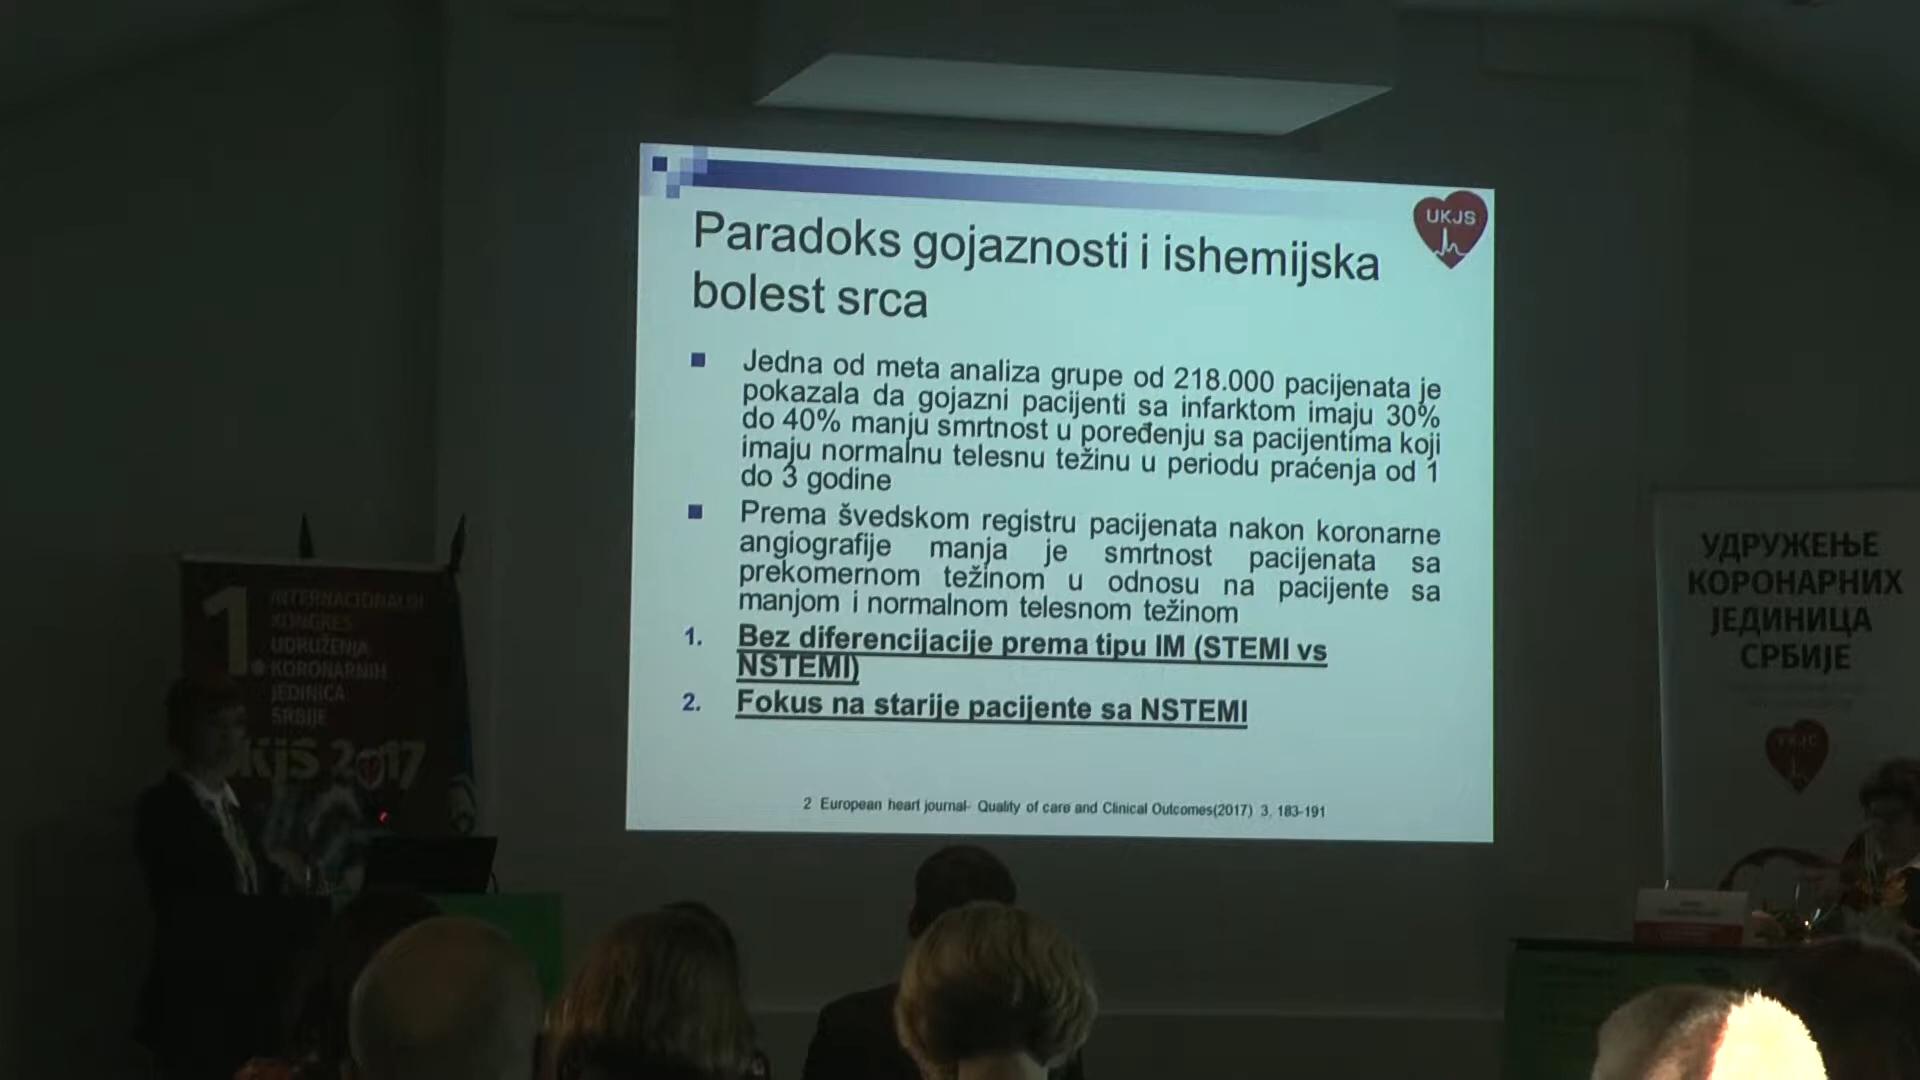 UKJS
Paradoks gojaznosti i ishemijska
bolest srca
Jedna od meta analiza grupe od 218.000 pacijenata je
pokazala da gojazni pacijenti sa infarktom imaju 30%
do 40% manju smrtnost u poređenju sa pacijentima koji
imaju normalnu telesnu težinu u periodu praćenja od 1
do 3 godine
Prema švedskom registru pacijenata nakon koronarne
angiografije manja je smrtnost pacijenata sa
prekomernom težinom u odnosu na pacijente sa
manjom i normalnom telesnom težinom
1. Bez diferencijacije prema tipu IM (STEMI vs
NSTEMI)
2. Fokus na starije pacijente sa NSTEMI
2 European heart journal- Quality of care and Clinical Outcomes(2017) 3, 183-191
1
INTERNACIONALNI
KONGRES
UDRUŽENJA
KORONARNIH
JEDINICA
SRBIJE
UKJS 2017
УДРУЖЕЊЕ
КОРОНАРНИХ
ЈЕДИНИЦА
СРБИЈЕ